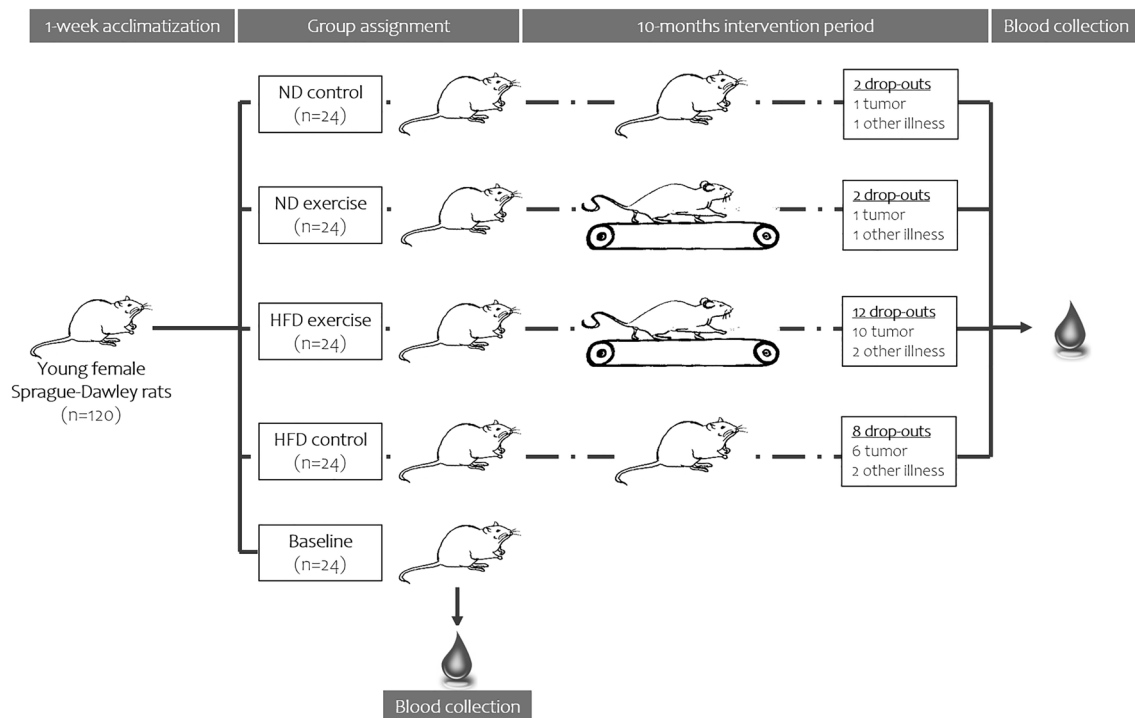 1-week acclimatization
Group assignment
10-months intervention period
Blood collection
ND control
(n=24)
2 drop-outs
1 tumor
1 other illness
ND exercise
(n=24)
2 drop-outs
1 tumor
1 other illness
Young female
Sprague-Dawley rats
(n=120)
HFD exercise
(n=24)
12 drop-outs
10 tumor
2 other illness
HFD control
(n=24)
8 drop-outs
6 tumor
2 other illness
Baseline
(n=24)
Blood collection